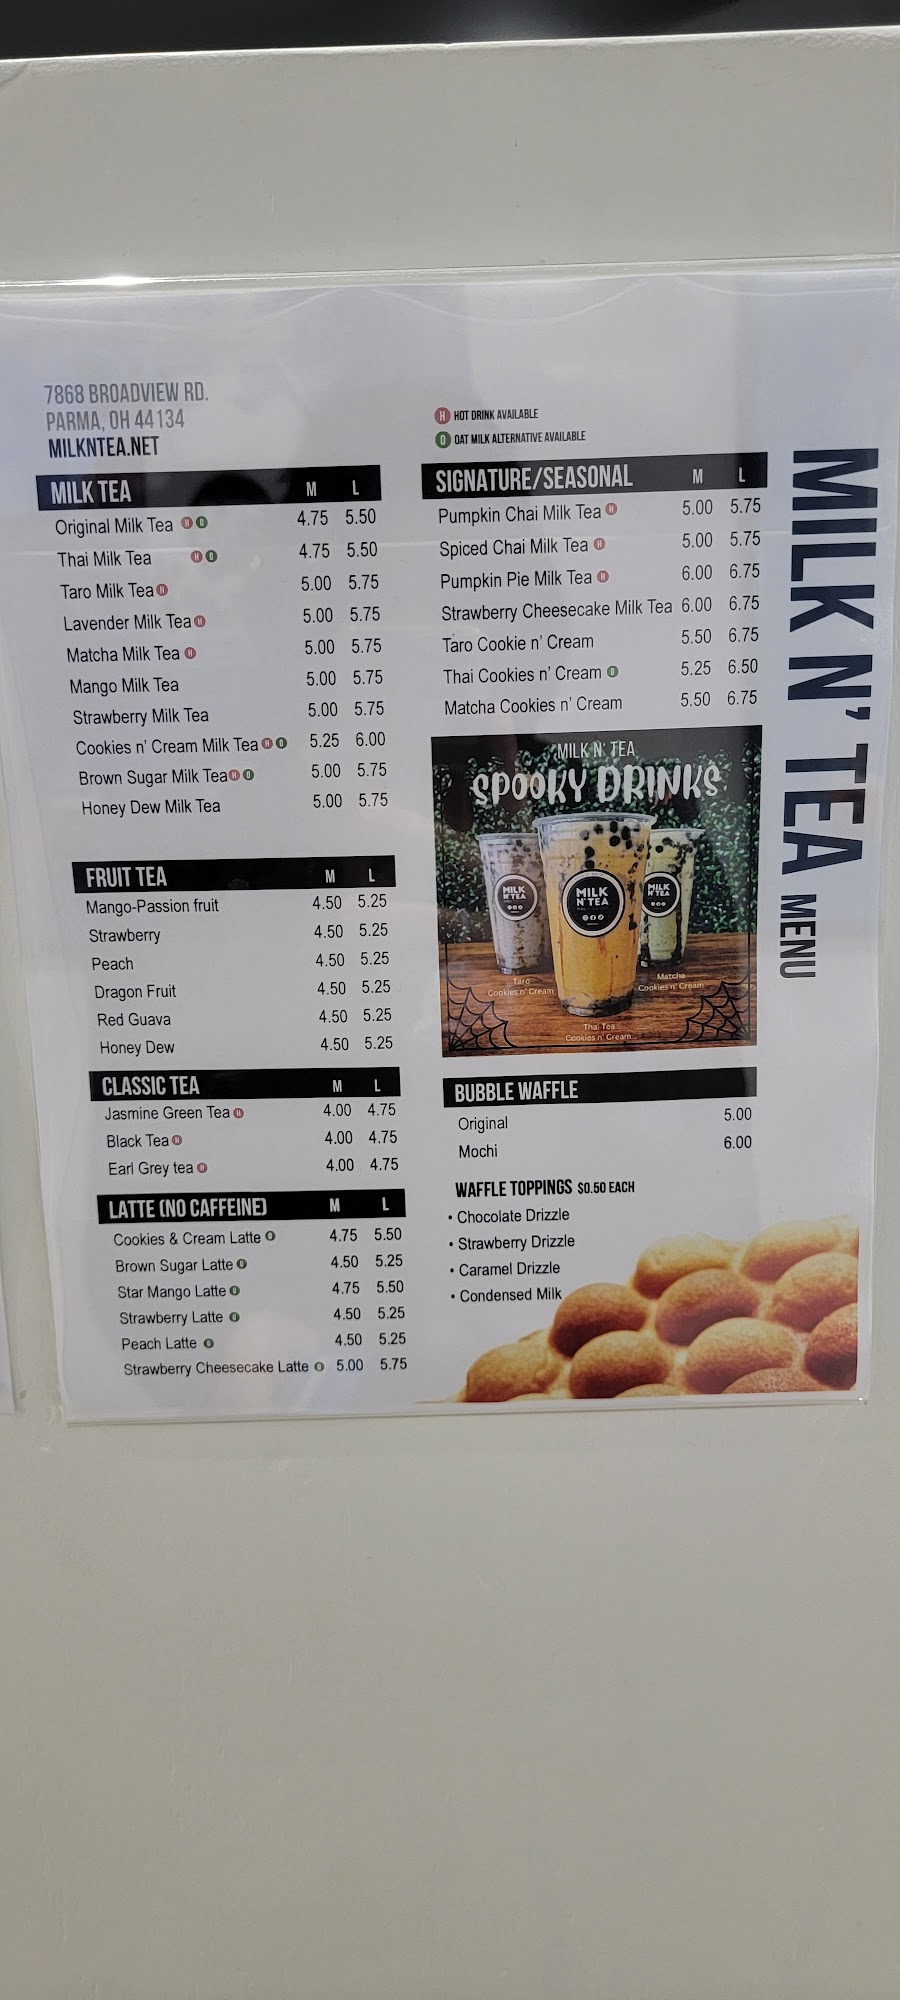 7868 BROADVIEW RD.
PARMA, OH 44134
MILKNTEA.NET
MILK TEA M L
Original Milk Tea H O 4.75 5.50
Thai Milk Tea H O 4.75 5.50
Taro Milk Tea H 5.00 5.75
Lavender Milk Tea H 5.00 5.75
Matcha Milk Tea H 5.00 5.75
Mango Milk Tea 5.00 5.75
Strawberry Milk Tea 5.00 5.75
Cookies n' Cream Milk Tea H O 5.25 6.00
Brown Sugar Milk Tea H O 5.00 5.75
Honey Dew Milk Tea 5.00 5.75
FRUIT TEA M L
Mango-Passion fruit 4.50 5.25
Strawberry 4.50 5.25
Peach 4.50 5.25
Dragon Fruit 4.50 5.25
Red Guava 4.50 5.25
Honey Dew 4.50 5.25
CLASSIC TEA M L
Jasmine Green Tea H 4.00 4.75
Black Tea H 4.00 4.75
Earl Grey tea H 4.00 4.75
LATTE (NO CAFFEINE) M L
Cookies & Cream Latte O 4.75 5.50
Brown Sugar Latte O 4.50 5.25
Star Mango Latte O 4.75 5.50
Strawberry Latte O 4.50 5.25
Peach Latte O 4.50 5.25
Strawberry Cheesecake Latte O 5.00 5.75
H HOT DRINK AVAILABLE
O OAT MILK ALTERNATIVE AVAILABLE
SIGNATURE/SEASONAL M L
Pumpkin Chai Milk Tea H 5.00 5.75
Spiced Chai Milk Tea H 5.00 5.75
Pumpkin Pie Milk Tea H 6.00 6.75
Strawberry Cheesecake Milk Tea 6.00 6.75
Taro Cookie n' Cream 5.50 6.75
Thai Cookies n' Cream O 5.25 6.50
Matcha Cookies n' Cream 5.50 6.75
MILK N' TEA
SPOOKY DRINKS
MILK
N' TEA
MILK
N' TEA
MILK
N' TEA
Taro
Cookies n' Cream
Matcha
Cookies n' Cream
Thai Tea
Cookies n' Cream
BUBBLE WAFFLE
Original 5.00
Mochi 6.00
WAFFLE TOPPINGS $0.50 EACH
• Chocolate Drizzle
• Strawberry Drizzle
• Caramel Drizzle
• Condensed Milk
MILK N' TEA MENU